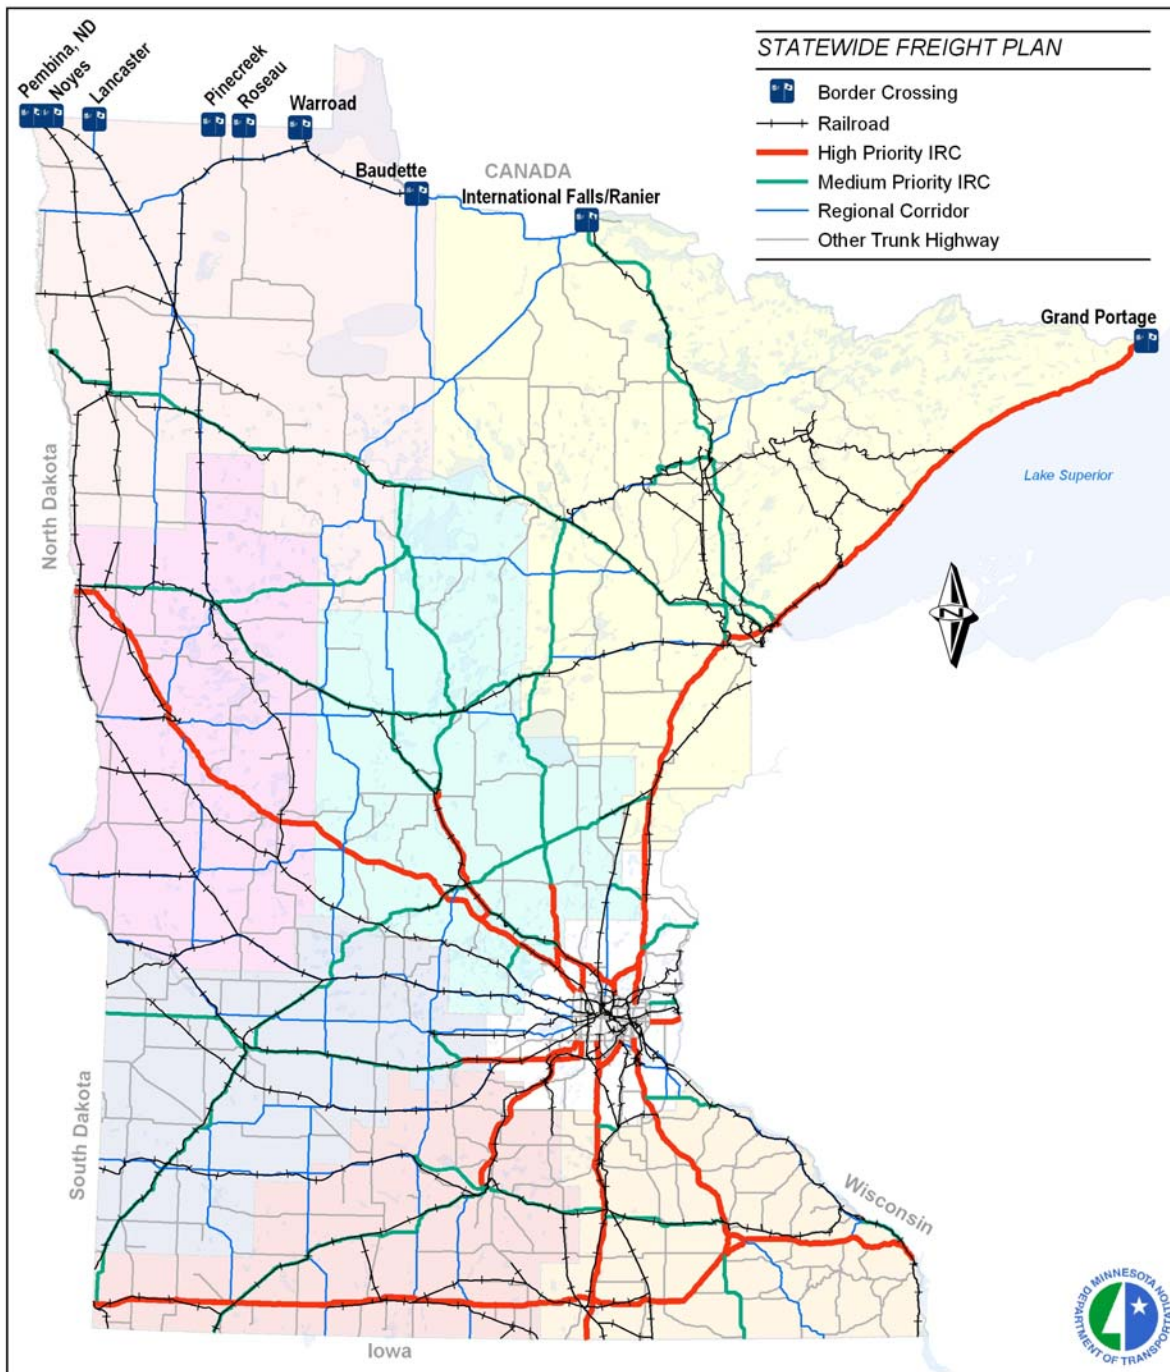 Pembina, ND
Noyes
Lancaster
Pinecreek
Roseau
Warroad
Baudette
CANADA
International Falls/Ranier
Grand Portage
STATEWIDE FREIGHT PLAN
Border Crossing
Railroad
High Priority IRC
Medium Priority IRC
Regional Corridor
Other Trunk Highway
North Dakota
Lake Superior
N
South Dakota
Wisconsin
Iowa
MINNESOTA
DEPARTMENT OF TRANSPORTATION